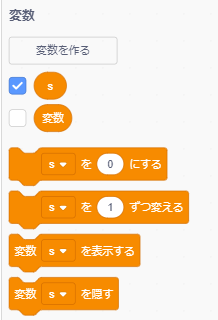 変数
変数を作る
s
変数
s を 0 にする
s を 1 ずつ変える
変数 s を表示する
変数 s を隠す